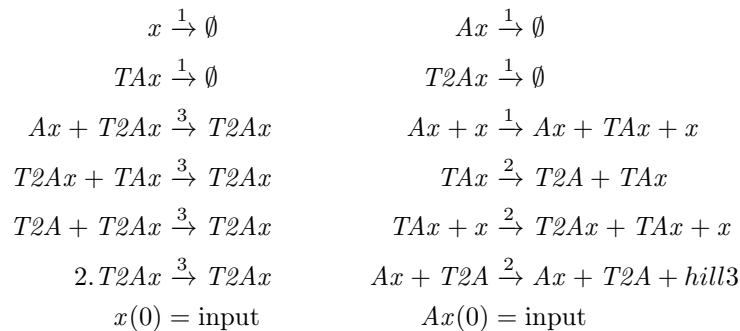 x →¹ ∅ Ax →¹ ∅
TAx →¹ ∅ T2Ax →¹ ∅
Ax + T2Ax →³ T2Ax Ax + x →¹ Ax + TAx + x
T2Ax + TAx →³ T2Ax TAx →² T2A + TAx
T2A + T2Ax →³ T2Ax TAx + x →² T2Ax + TAx + x
2.T2Ax →³ T2Ax Ax + T2A →² Ax + T2A + hill3
x(0) = input Ax(0) = input